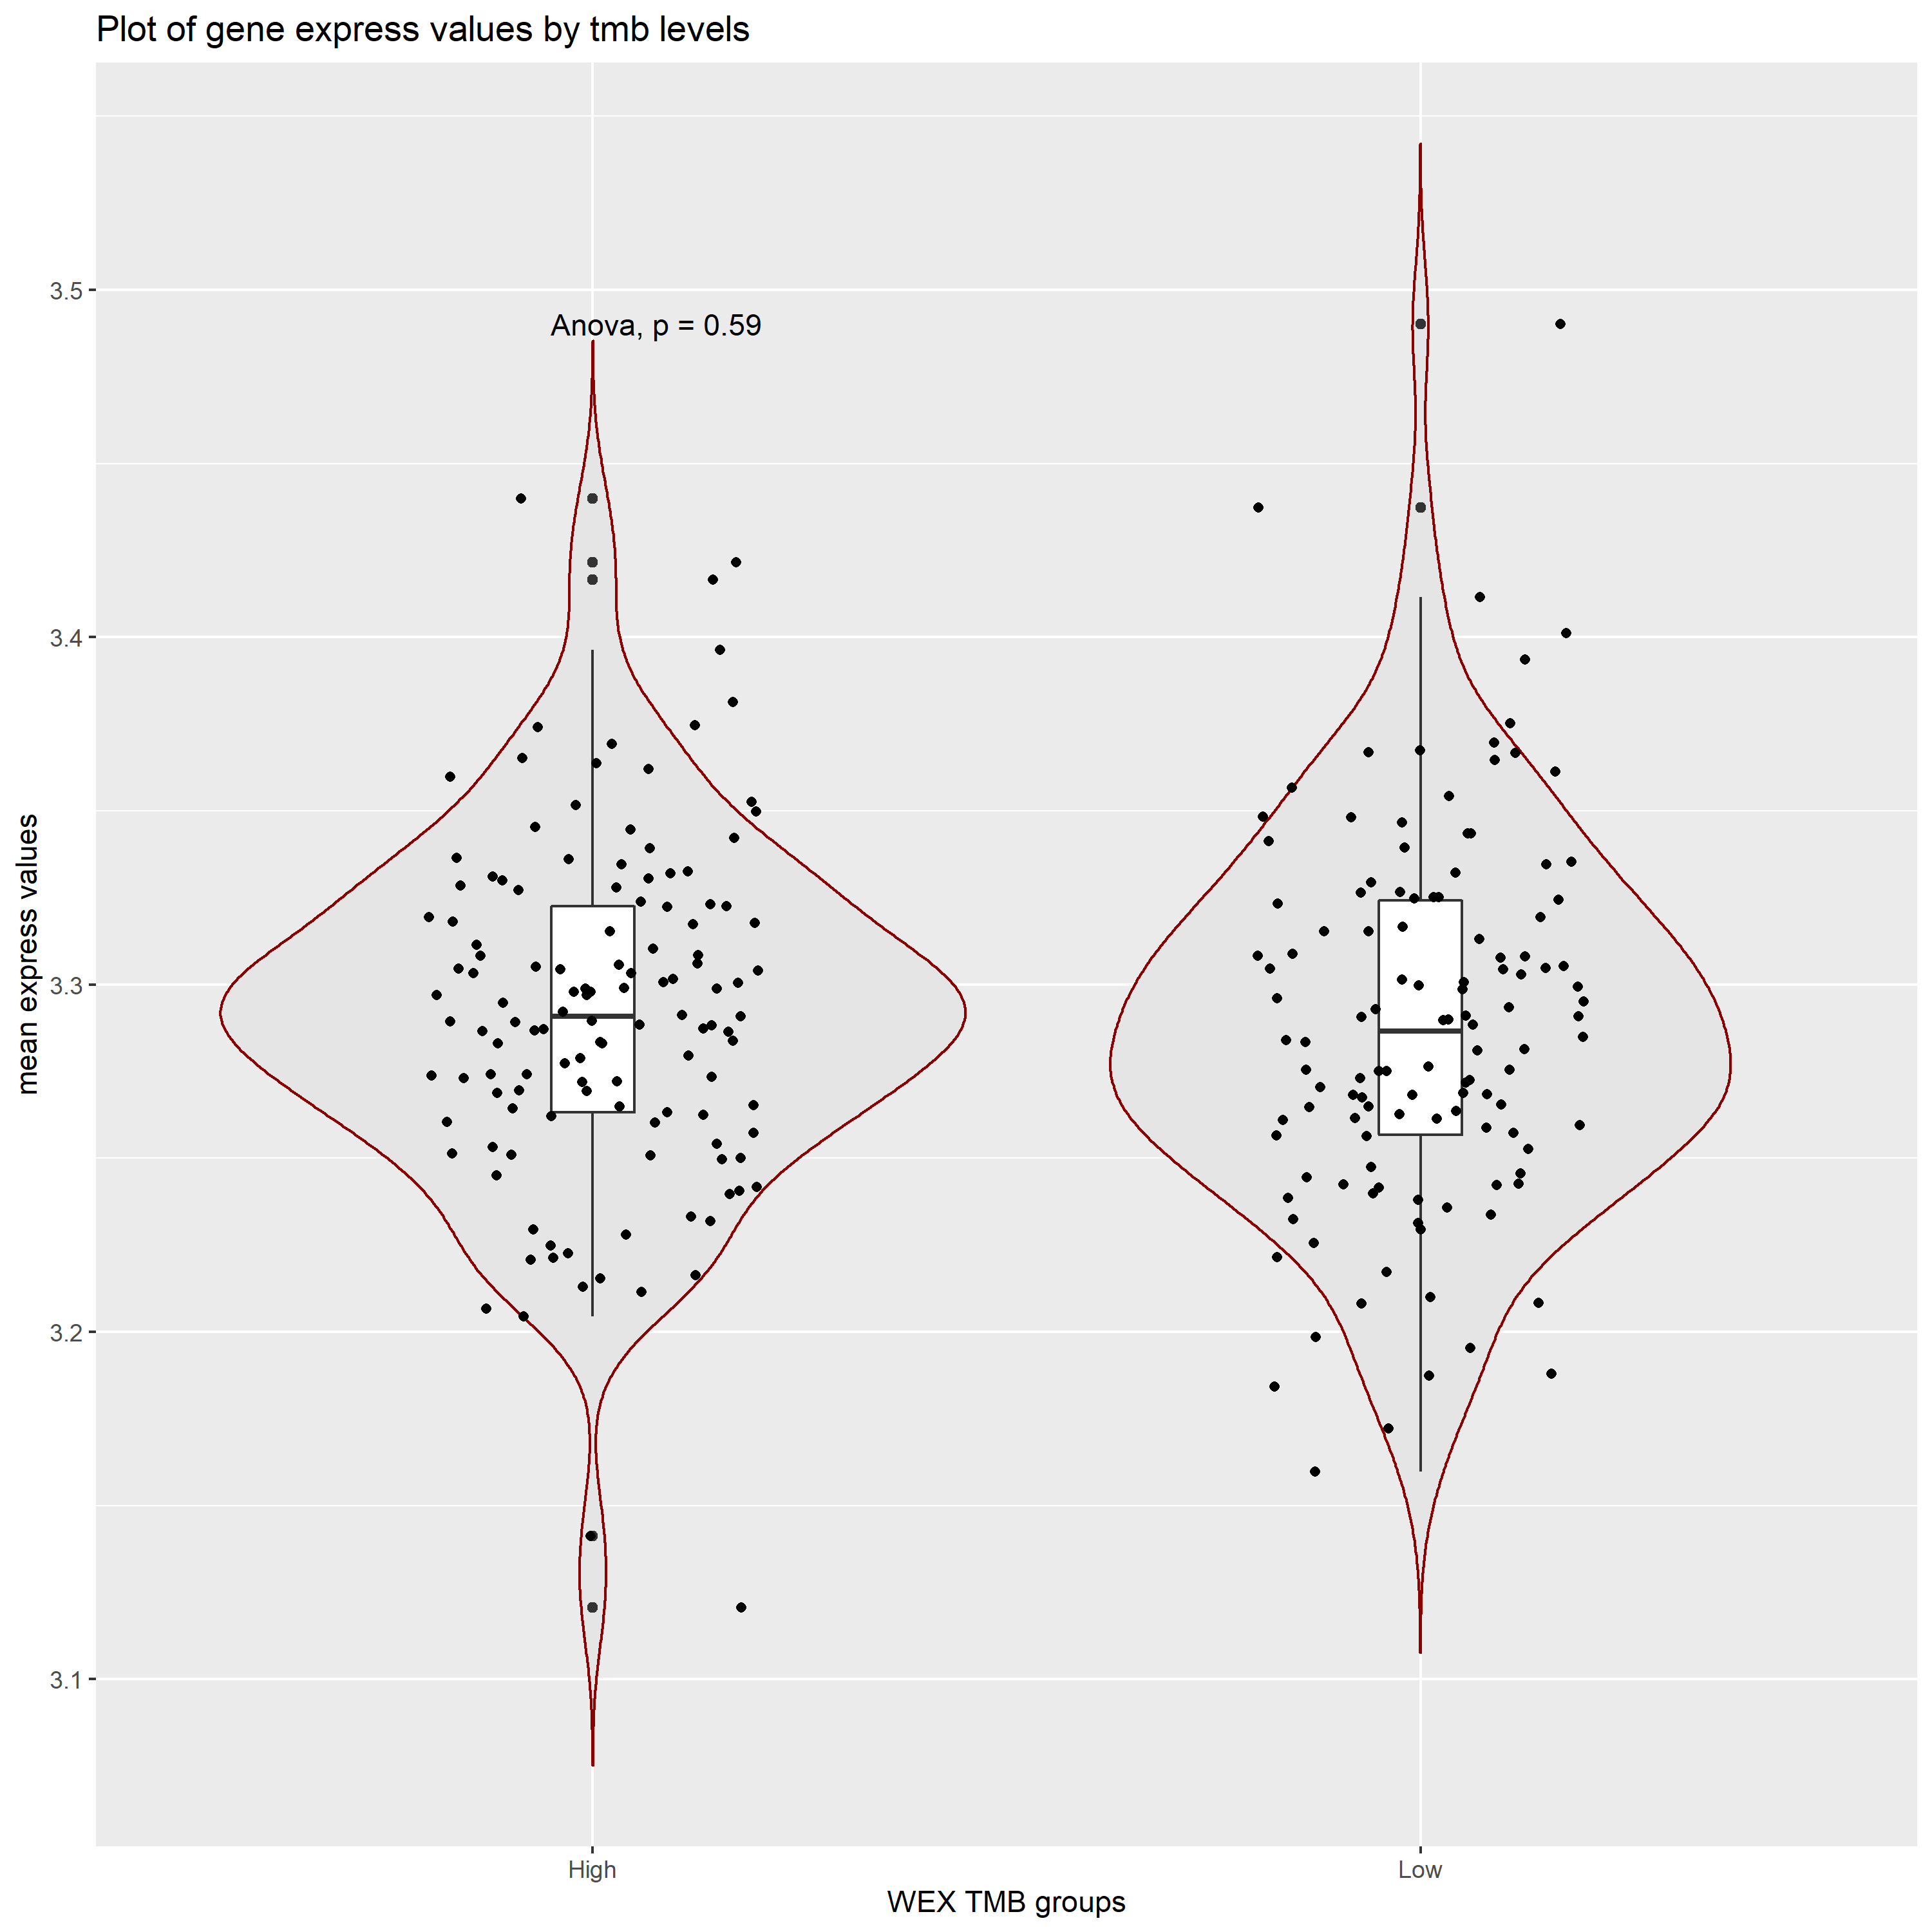 Plot of gene express values by tmb levels
Anova, p = 0.59
3.5
3.4
3.3
3.2
3.1
mean express values
High
Low
WEX TMB groups